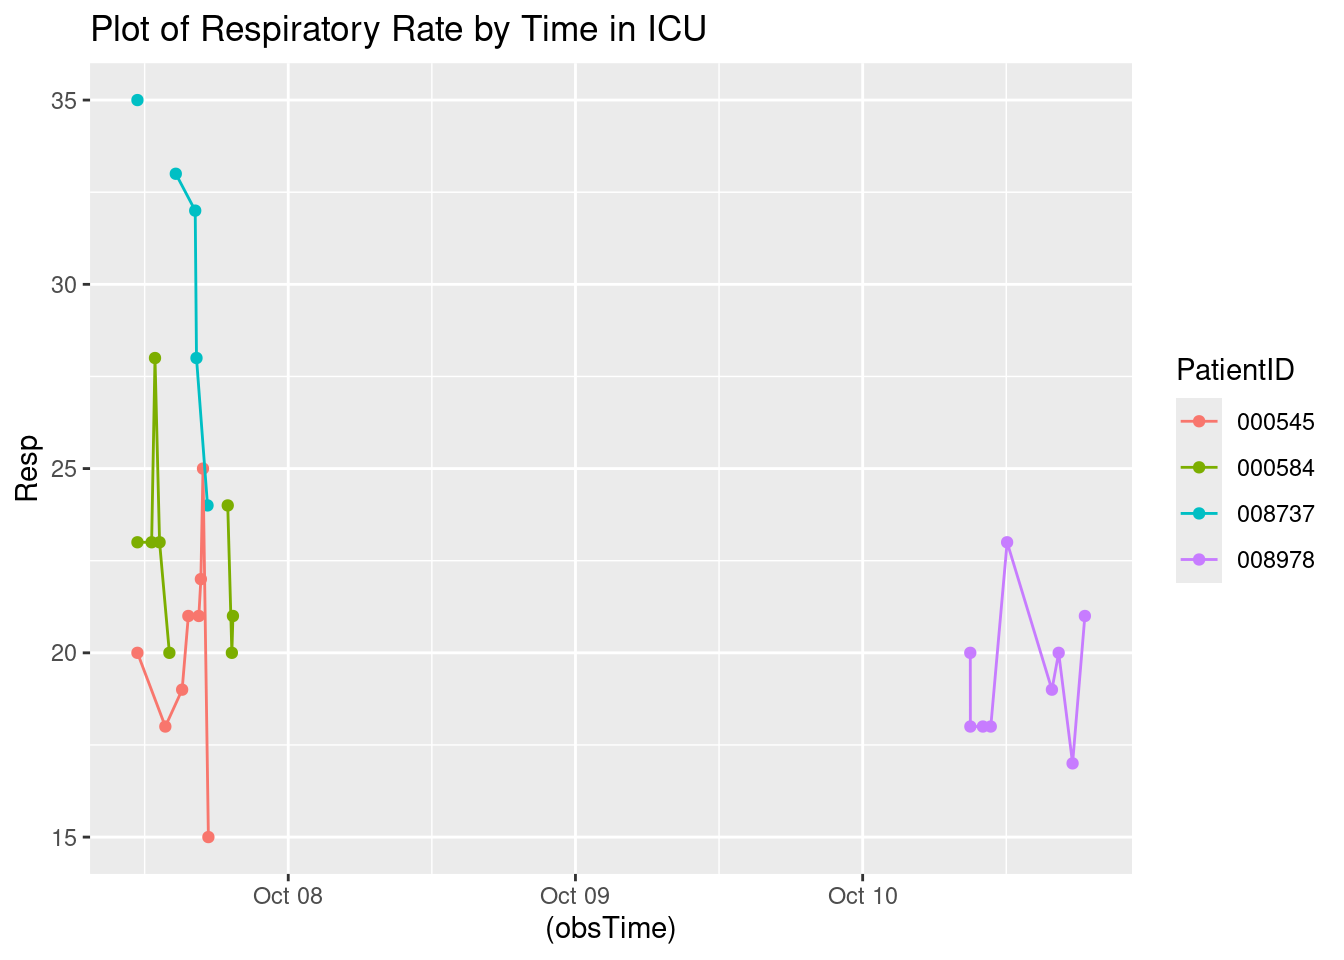 Plot of Respiratory Rate by Time in ICU
35
30
25
20
15
Resp
Oct 08
Oct 09
Oct 10
(obsTime)
PatientID
000545
000584
008737
008978